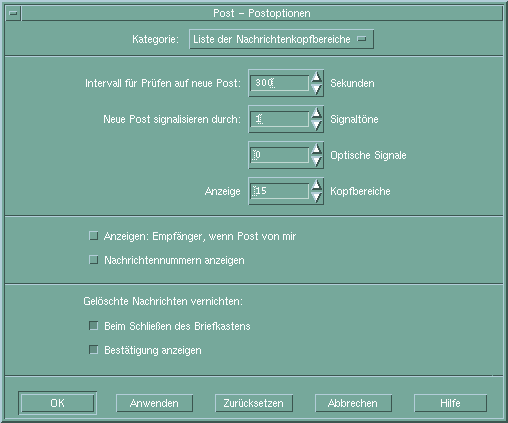 Post - Postoptionen
Kategorie: Liste der Nachrichtenkopfbereiche
Intervall für Prüfen auf neue Post: 300 Sekunden
Neue Post signalisieren durch: 1 Signaltöne
0 Optische Signale
Anzeige 15 Kopfbereiche
Anzeigen: Empfänger, wenn Post von mir
Nachrichtennummern anzeigen
Gelöschte Nachrichten vernichten:
Beim Schließen des Briefkastens
Bestätigung anzeigen
OK Anwenden Zurücksetzen Abbrechen Hilfe